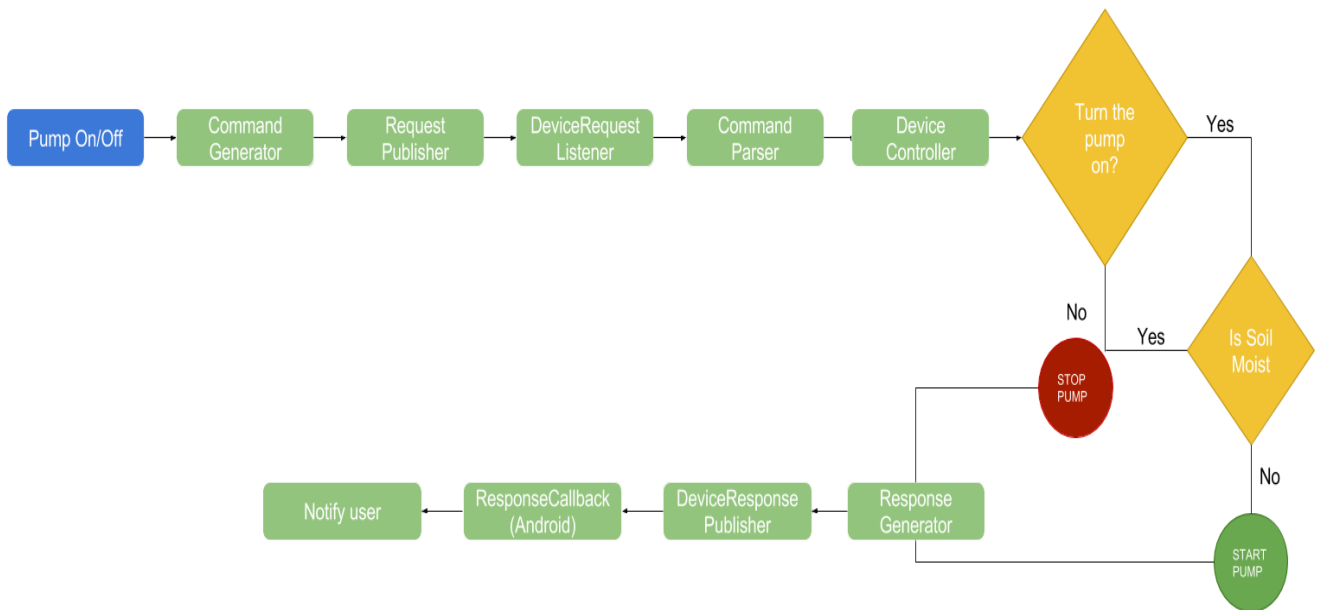 Pump On/Off
Command
Generator
Request
Publisher
DeviceRequest
Listener
Command
Parser
Device
Controller
Turn the
pump
on?
Yes
No
Yes
Is Soil
Moist
STOP
PUMP
No
Notify user
ResponseCallback
(Android)
DeviceResponse
Publisher
Response
Generator
START
PUMP